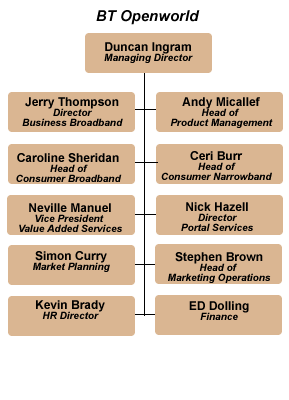 BT Openworld
Duncan Ingram
Managing Director
Jerry Thompson
Director
Business Broadband
Andy Micallef
Head of
Product Management
Caroline Sheridan
Head of
Consumer Broadband
Ceri Burr
Head of
Consumer Narrowband
Neville Manuel
Vice President
Value Added Services
Nick Hazell
Director
Portal Services
Simon Curry
Market Planning
Stephen Brown
Head of
Marketing Operations
Kevin Brady
HR Director
ED Dolling
Finance